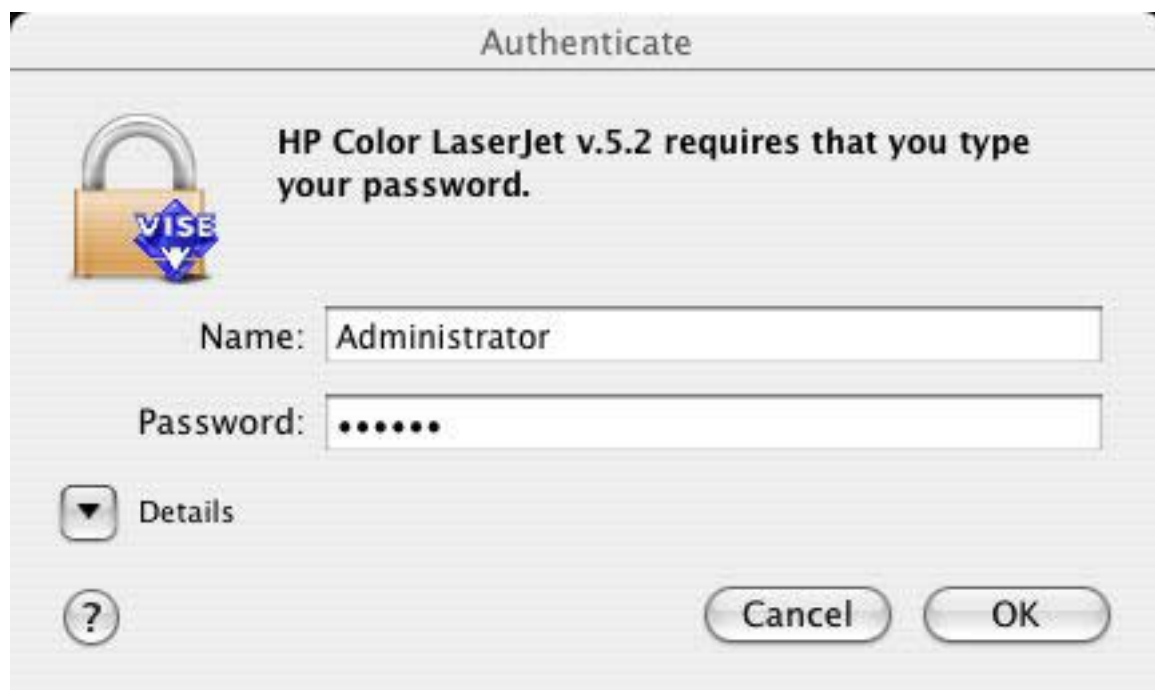 Authenticate
HP Color LaserJet v.5.2 requires that you type
your password.
VISE
Name: Administrator
Password: ••••••
Details
?
Cancel OK